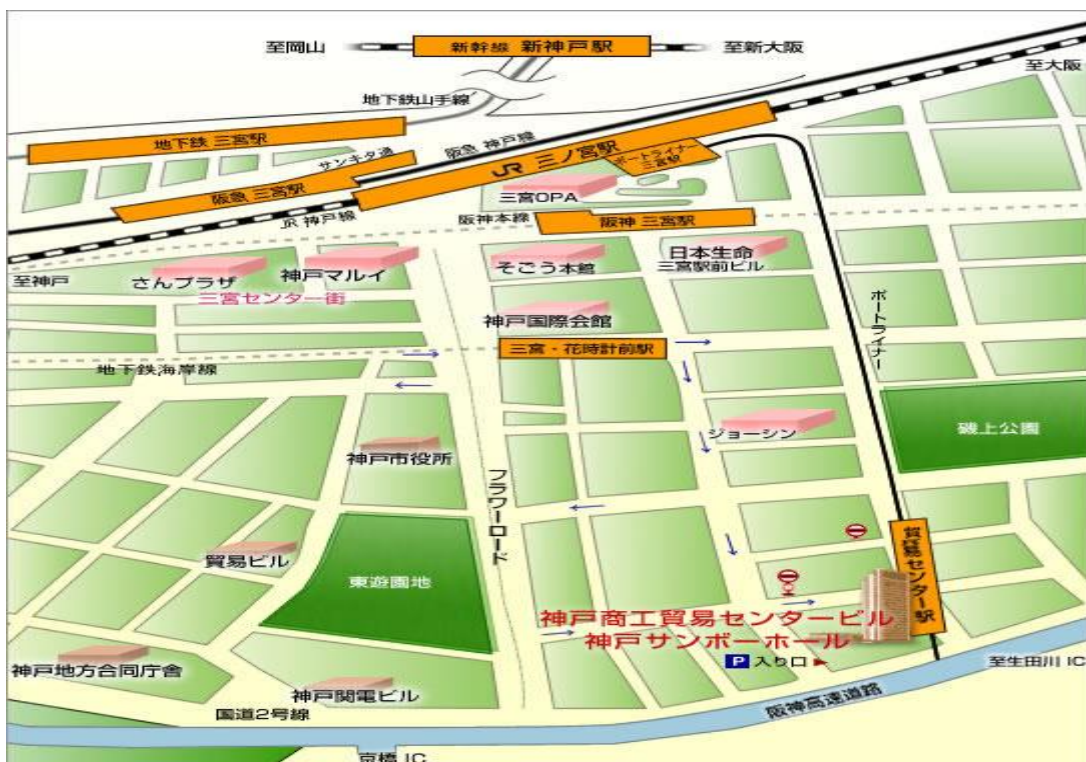 至岡山
新幹線 新神戸駅
至新大阪
至大阪
地下鉄山手線
地下鉄 三宮駅
サンキタ通
阪急 神戸線
JR 三ノ宮駅
ポートライナー
三宮駅
阪急 三宮駅
三宮OPA
JR 神戸線
阪神本線
阪神 三宮駅
至神戸
さんプラザ
神戸マルイ
そごう本館
日本生命
三宮駅前ビル
三宮センター街
神戸国際会館
ポートライナー
三宮・花時計前駅
地下鉄海岸線
ジョーシン
磯上公園
神戸市役所
フラワーロード
貿易ビル
東遊園地
貿易センター駅
神戸商工貿易センタービル
神戸サンボーホール
P 入り口
至生田川 IC
神戸地方合同庁舎
神戸関電ビル
国道2号線
阪神高速道路
京橋 IC